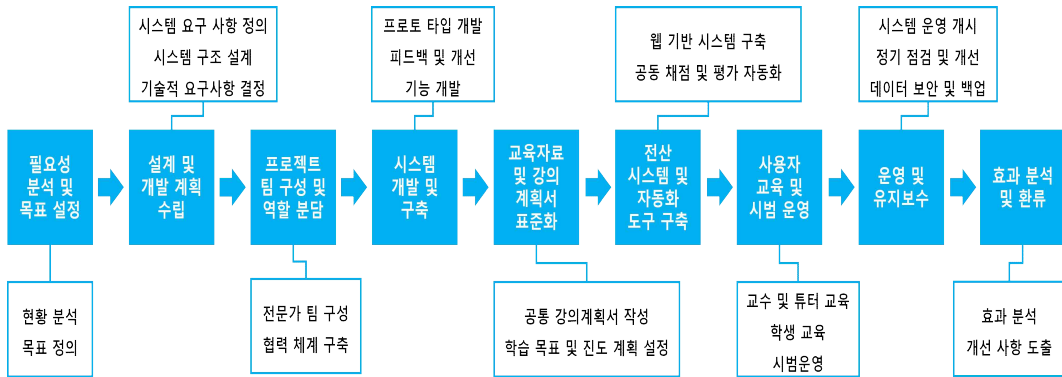 시스템 요구 사항 정의
시스템 구조 설계
기술적 요구사항 결정
프로토 타입 개발
피드백 및 개선
기능 개발
웹 기반 시스템 구축
공동 채점 및 평가 자동화
시스템 운영 개시
정기 점검 및 개선
데이터 보안 및 백업
필요성
분석 및
목표 설정
설계 및
개발 계획
수립
프로젝트
팀 구성 및
역할 분담
시스템
개발 및
구축
교육자료
및 강의
계획서
표준화
전산
시스템 및
자동화
도구 구축
사용자
교육 및
시범 운영
운영 및
유지보수
효과 분석
및 환류
현황 분석
목표 정의
전문가 팀 구성
협력 체계 구축
공통 강의계획서 작성
학습 목표 및 진도 계획 설정
교수 및 튜터 교육
학생 교육
시범운영
효과 분석
개선 사항 도출